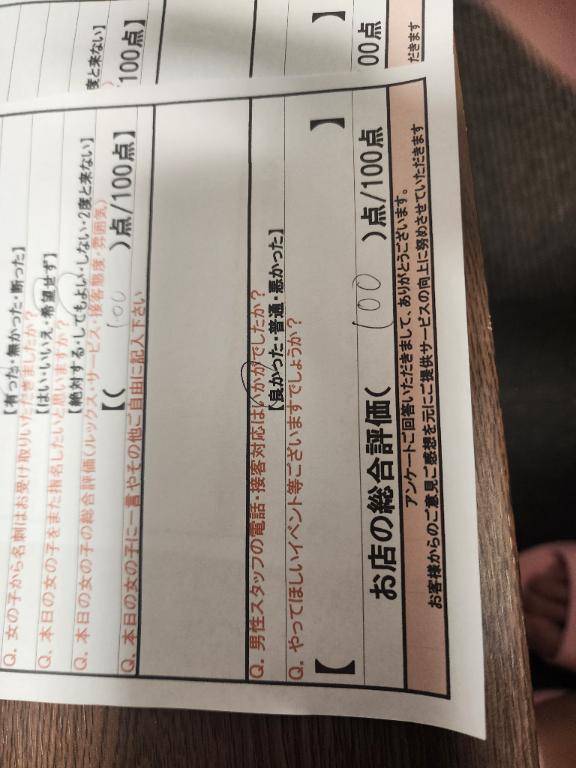 度と来ない】
100点】
】
00点
だきます
【有った・無かった・断った】
Q. 女の子から名刺はお受け取りいただきましたか？
【はい・いいえ・希望せず】
Q. 本日の女の子をまた指名したいと思いますか？
【絶対する・してもよい・しない・2度と来ない】
Q. 本日の女の子の総合評価(ルックス・サービス・接客態度・雰囲気)
【( 100 )点/100点】
Q. 本日の女の子に一言やその他ご自由に記入下さい
Q. 男性スタッフの電話・接客対応はいかがでしたか？
【良かった・普通・悪かった】
Q. やってほしいイベント等ございますでしょうか？
【 】
お店の総合評価( 100 )点/100点
アンケートご回答いただきまして、ありがとうございます。
お客様からのご意見ご感想を元にご提供サービスの向上に努めさせていただきます